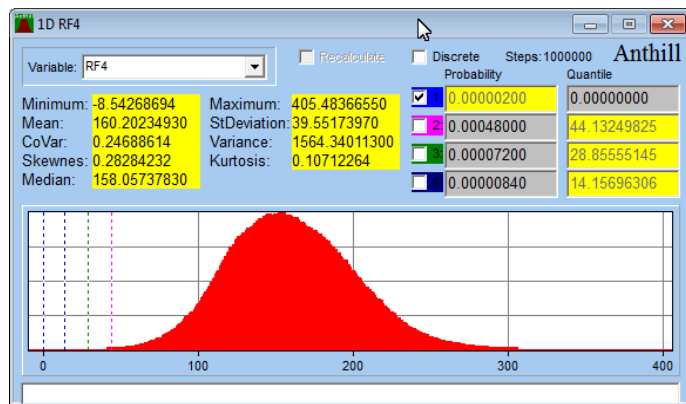 1D RF4
Variable: RF4
Recalculate
Discrete Steps:1000000 Anthill
Probability Quantile
Minimum: -8.54268694 Maximum: 405.48366550
Mean: 160.20234930 StDeviation: 39.55173970
CoVar: 0.24688614 Variance: 1564.34011300
Skewnes: 0.28284232 Kurtosis: 0.10712264
Median: 158.05737830
1 0.00000200 0.00000000
2 0.00048000 44.13249825
3 0.00007200 28.85555145
4 0.00000840 14.15696306
0 100 200 300 400